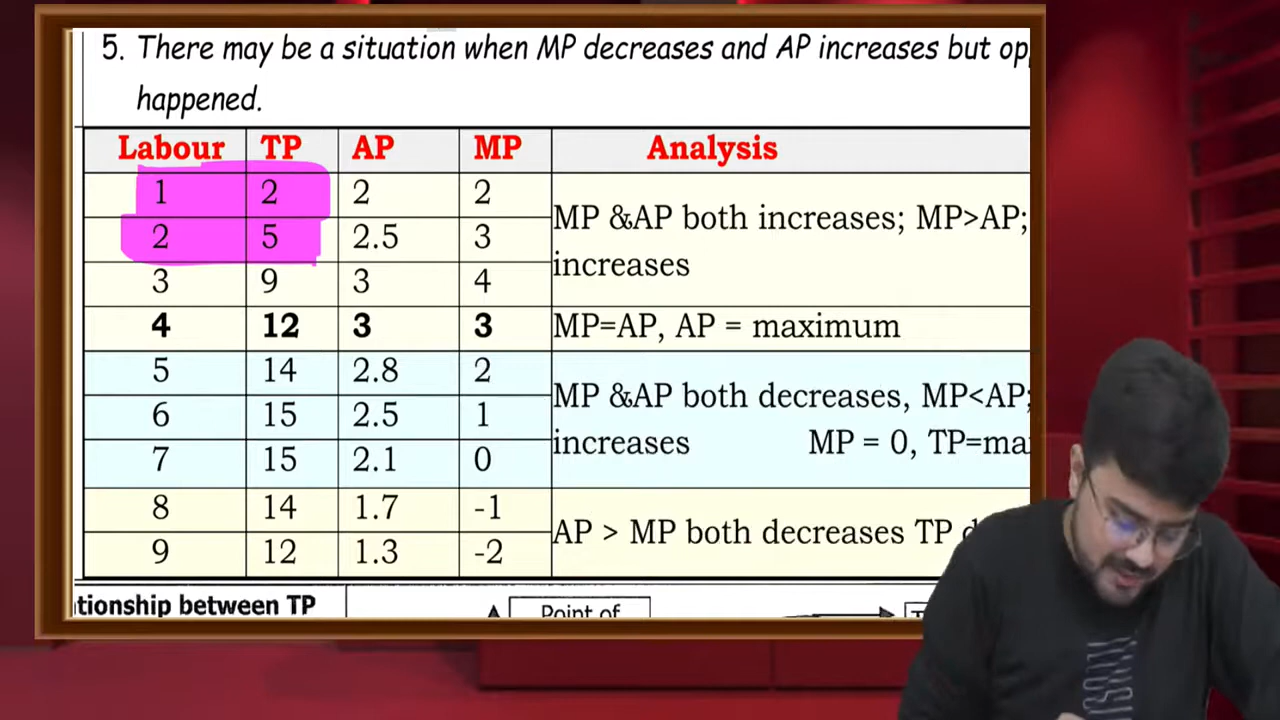 5. There may be a situation when MP decreases and AP increases but
happened.
Labour TP AP MP Analysis
1 2 2 2
MP &AP both increases; MP>AP;
2 5 2.5 3
increases
3 9 3 4
4 12 3 3 MP=AP, AP = maximum
5 14 2.8 2
MP &AP both decreases, MP<AP;
6 15 2.5 1
increases MP = 0,
7 15 2.1 0
8 14 1.7 -1
AP > MP both decreases TP
9 12 1.3 -2
between TP
Point of